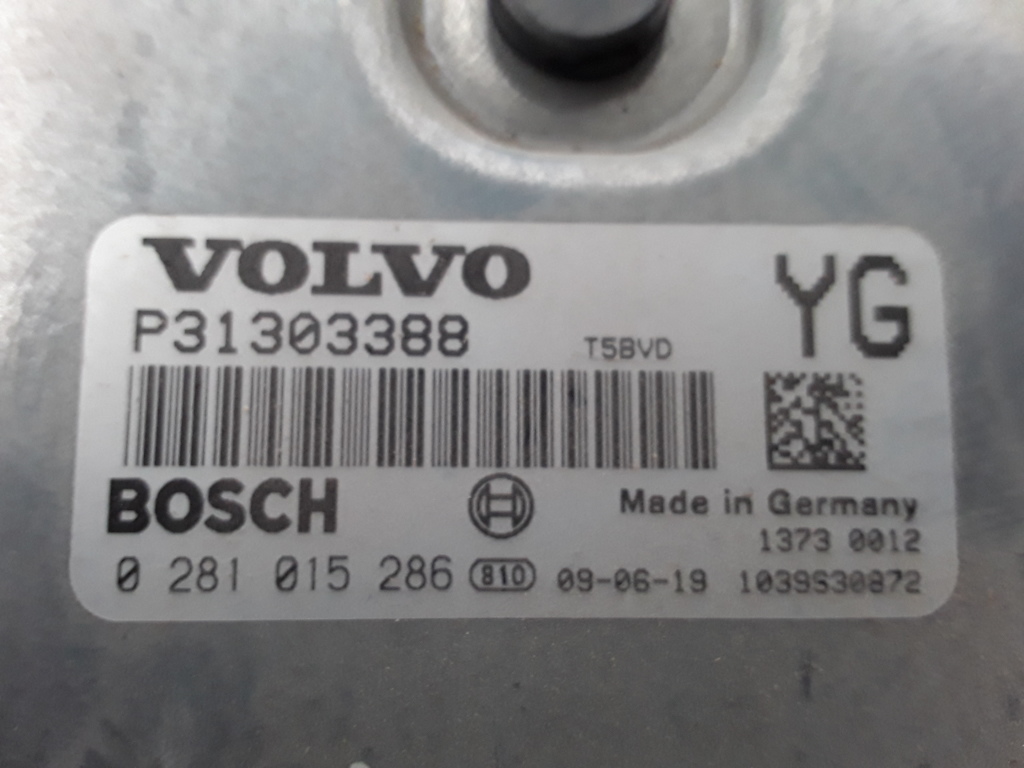 VOLVO
YG
P31303388
T5BVD
BOSCH
Made in Germany
1373 0012
0 281 015 286 810 09-06-19 1039S30872